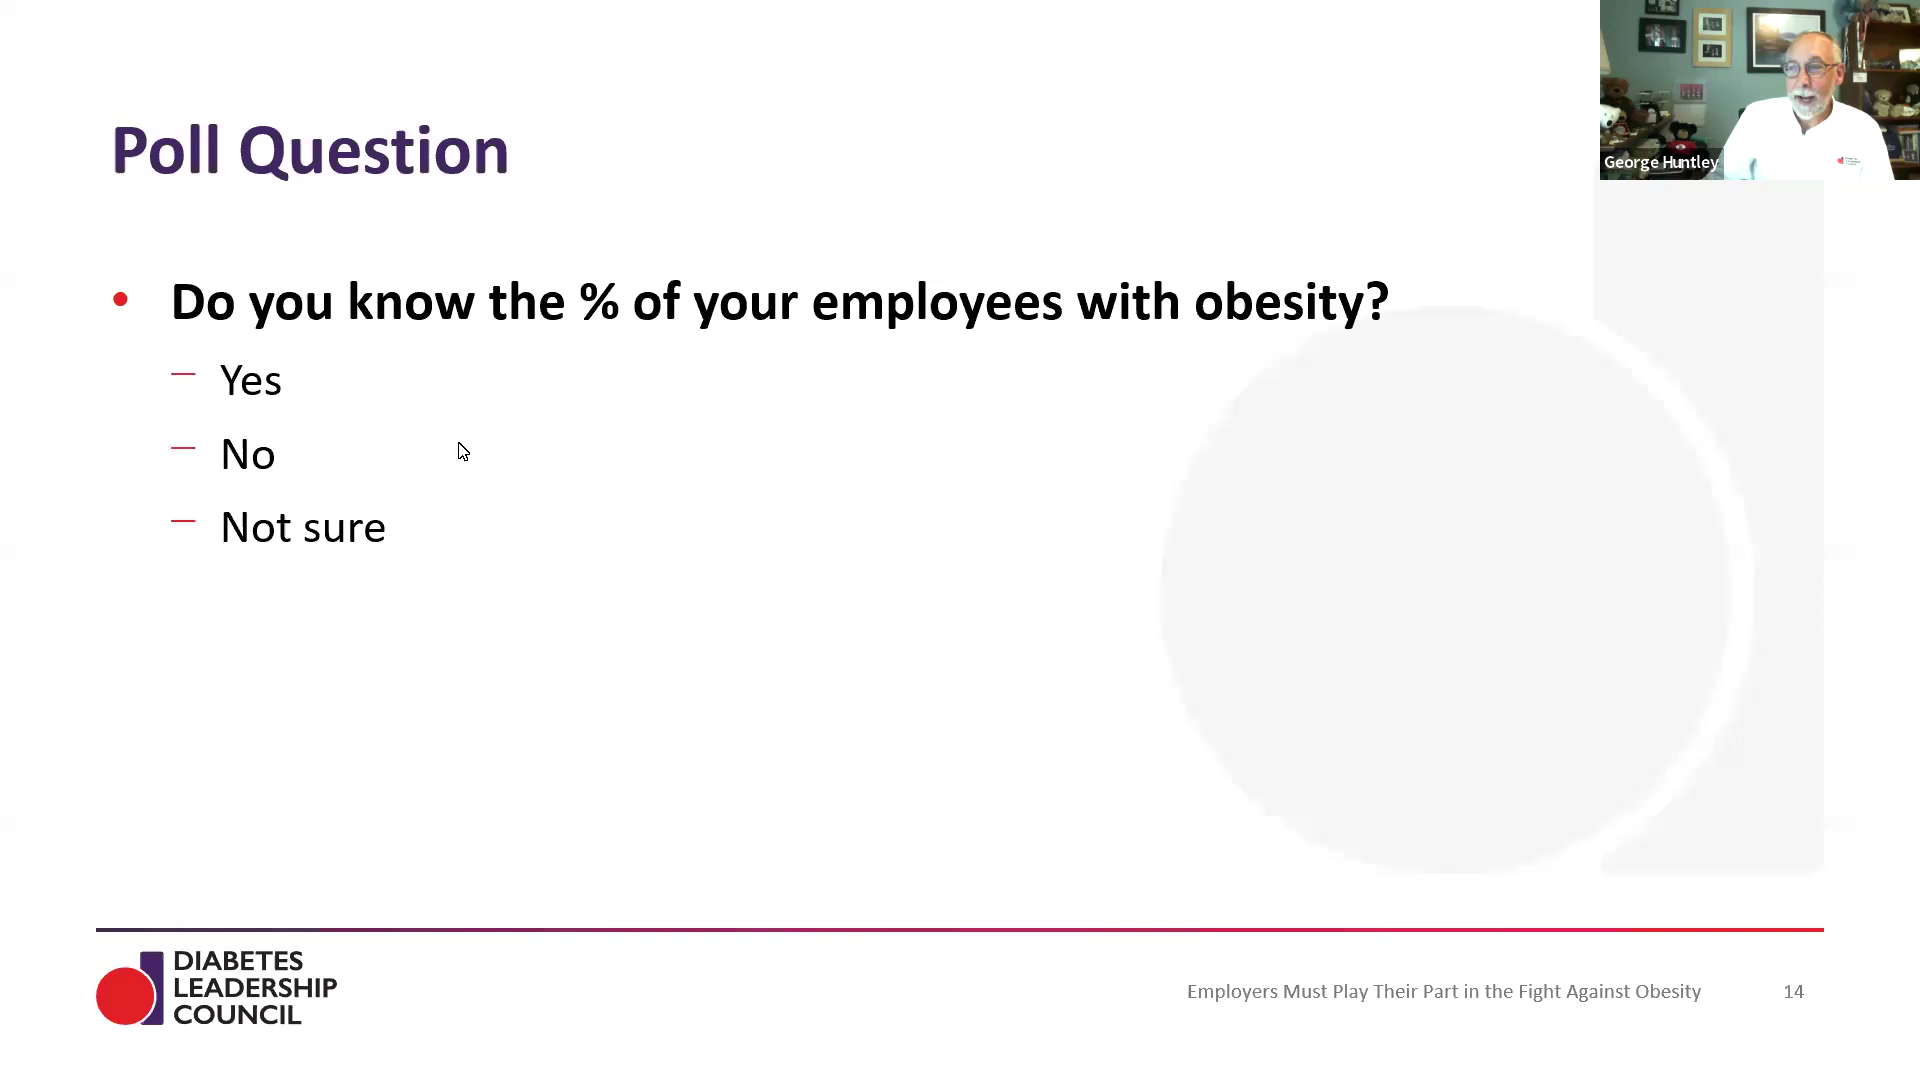 Poll Question
George Huntley
• Do you know the % of your employees with obesity?
— Yes
— No
— Not sure
DIABETES
LEADERSHIP
COUNCIL
Employers Must Play Their Part in the Fight Against Obesity
14